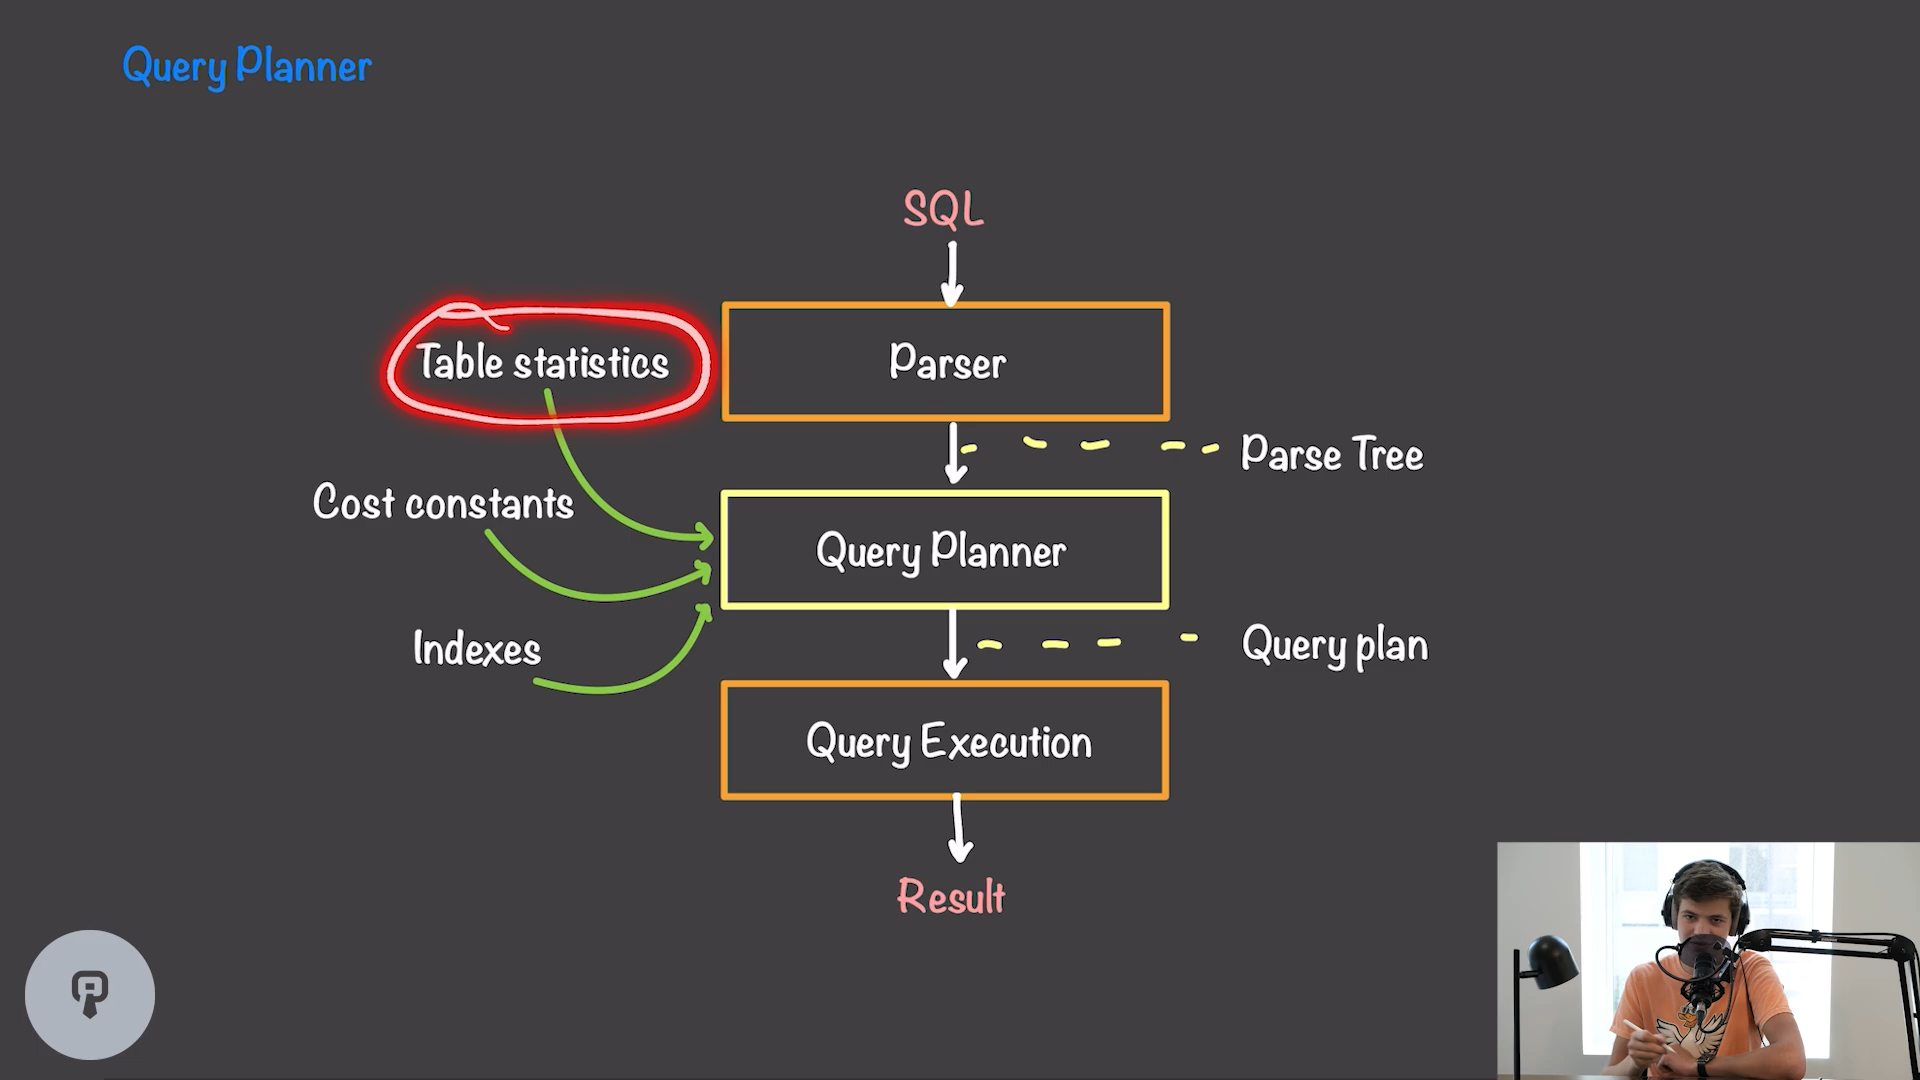 Query Planner
SQL
Table statistics
Parser
Parse Tree
Cost constants
Query Planner
Indexes
Query plan
Query Execution
Result